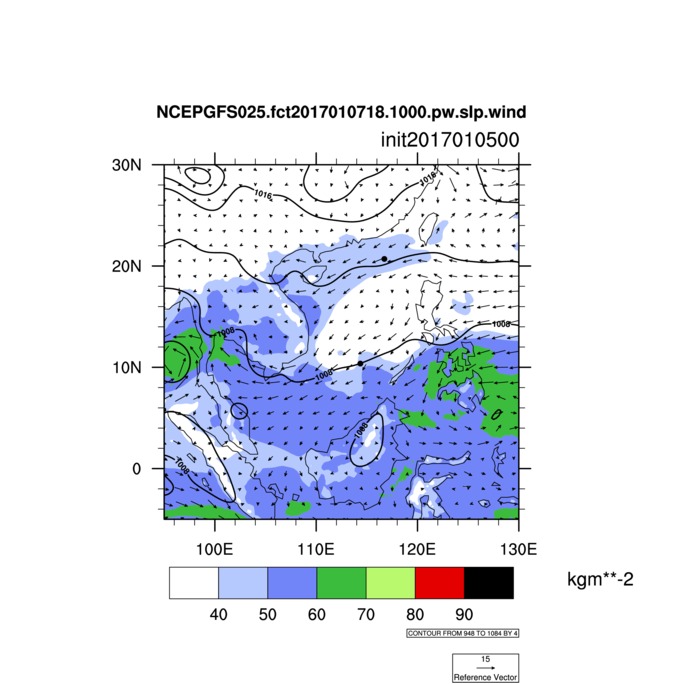 NCEPGFS025.fct2017010718.1000.pw.slp.wind
init2017010500
30N
1016
1016
20N
1008
1008
10N
1008
1008
0
1008
100E
110E
120E
130E
kgm**-2
40
50
60
70
80
90
CONTOUR FROM 948 TO 1084 BY 4
15
Reference Vector